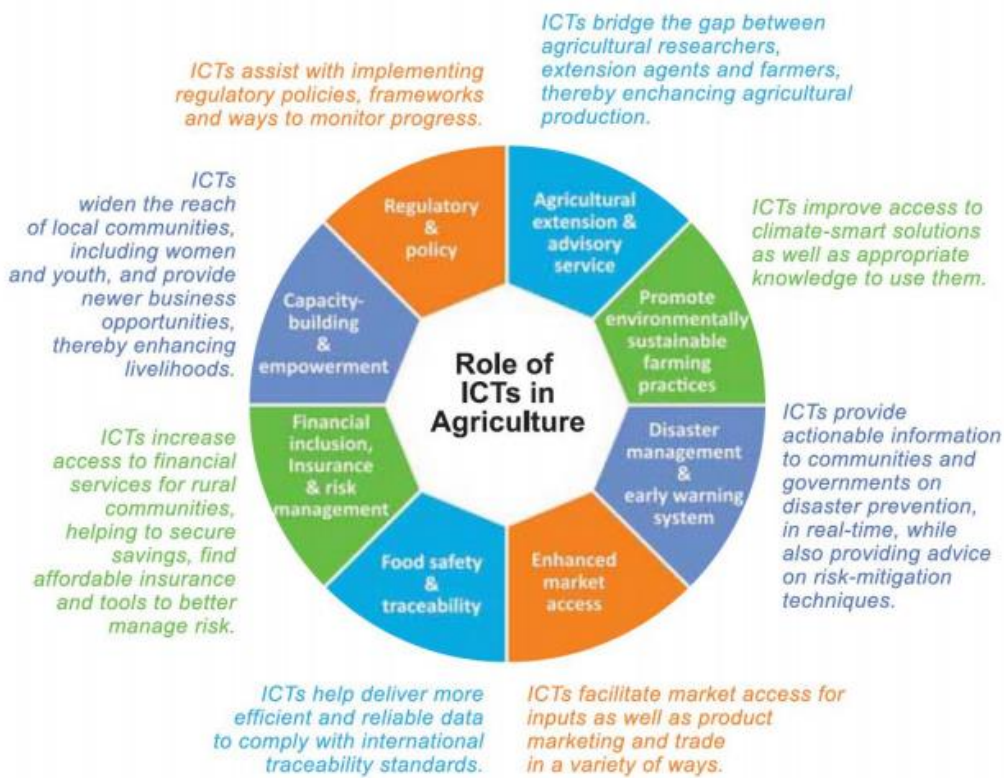 ICTs bridge the gap between
agricultural researchers,
extension agents and farmers,
thereby enchancing agricultural
production.
ICTs assist with implementing
regulatory policies, frameworks
and ways to monitor progress.
ICTs
widen the reach
of local communities,
including women
and youth, and provide
newer business
opportunities,
thereby enhancing
livelihoods.
Regulatory
&
policy
Agricultural
extension &
advisory
service
ICTs improve access to
climate-smart solutions
as well as appropriate
knowledge to use them.
Capacity-
building
&
empowerment
Promote
environmentally
sustainable
farming
practices
Role of
ICTs in
Agriculture
ICTs increase
access to financial
services for rural
communities,
helping to secure
savings, find
affordable insurance
and tools to better
manage risk.
Financial
inclusion,
Insurance
& risk
management
Disaster
management
&
early warning
system
ICTs provide
actionable information
to communities and
governments on
disaster prevention,
in real-time, while
also providing advice
on risk-mitigation
techniques.
Food safety
&
traceability
Enhanced
market
access
ICTs help deliver more
efficient and reliable data
to comply with international
traceability standards.
ICTs facilitate market access for
inputs as well as product
marketing and trade
in a variety of ways.